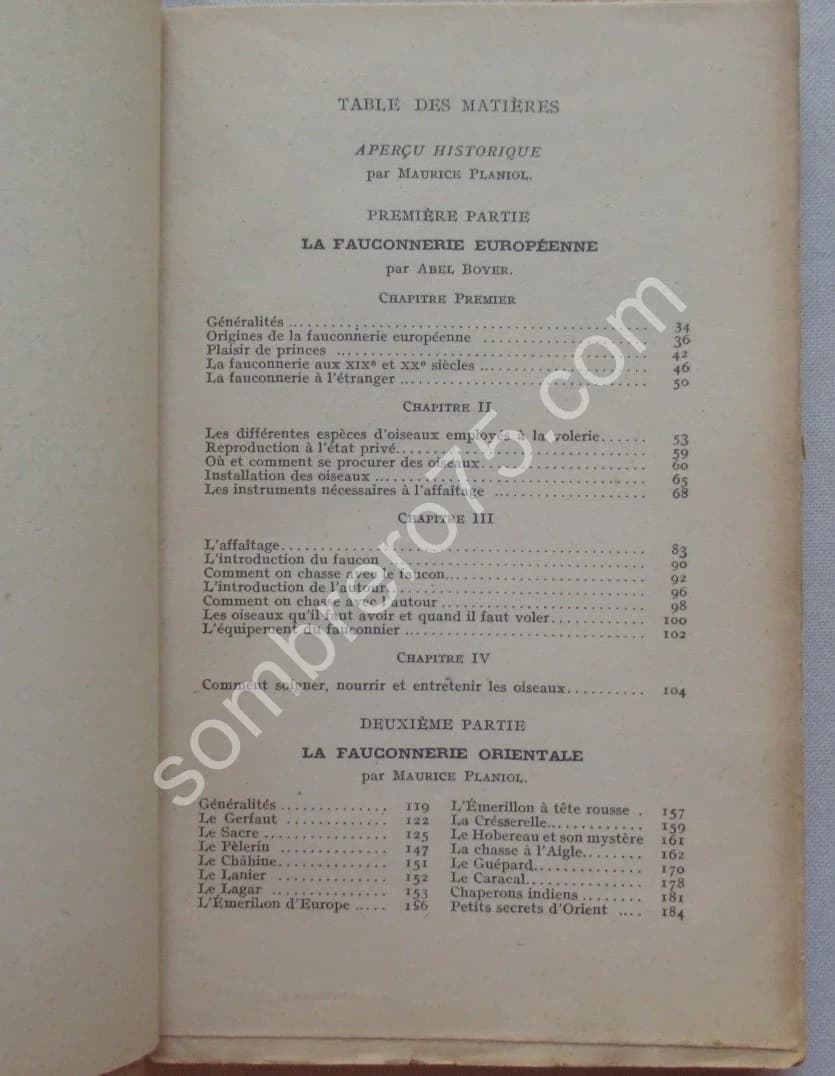 TABLE DES MATIÈRES
APERÇU HISTORIQUE
par MAURICE PLANIOL.
PREMIÈRE PARTIE
LA FAUCONNERIE EUROPÉENNE
par ABEL BOYER.
CHAPITRE PREMIER
Généralités ........ 34
Origines de la fauconnerie européenne ........ 36
Plaisir de princes ........ 42
La fauconnerie aux XIXe et XXe siècles ........ 46
La fauconnerie à l'étranger ........ 50
CHAPITRE II
Les différentes espèces d'oiseaux employés à la volerie ...... 53
Reproduction à l'état privé ........ 59
Où et comment se procurer des oiseaux ........ 60
Installation des oiseaux ........ 65
Les instruments nécessaires à l'affaîtage ........ 68
CHAPITRE III
L'affaîtage ........ 83
L'introduction du faucon ........ 90
Comment on chasse avec le faucon ........ 92
L'introduction de l'autour ........ 96
Comment on chasse avec l'autour ........ 98
Les oiseaux qu'il faut avoir et quand il faut voler ........ 100
L'équipement du fauconnier ........ 102
CHAPITRE IV
Comment soigner, nourrir et entretenir les oiseaux ........ 104
DEUXIÈME PARTIE
LA FAUCONNERIE ORIENTALE
par MAURICE PLANIOL.
Généralités ........ 119
Le Gerfaut ........ 122
Le Sacre ........ 125
Le Pèlerin ........ 147
Le Châhine ........ 151
Le Lanier ........ 152
Le Lagar ........ 153
L'Émerillon d'Europe ..... 156
L'Émerillon à tête rousse . 157
La Crésserelle ........ 159
Le Hobereau et son mystère 161
La chasse à l'Aigle ...... 162
Le Guépard ........ 170
Le Caracal ........ 178
Chaperons indiens ........ 181
Petits secrets d'Orient .... 184
sombrero75.com